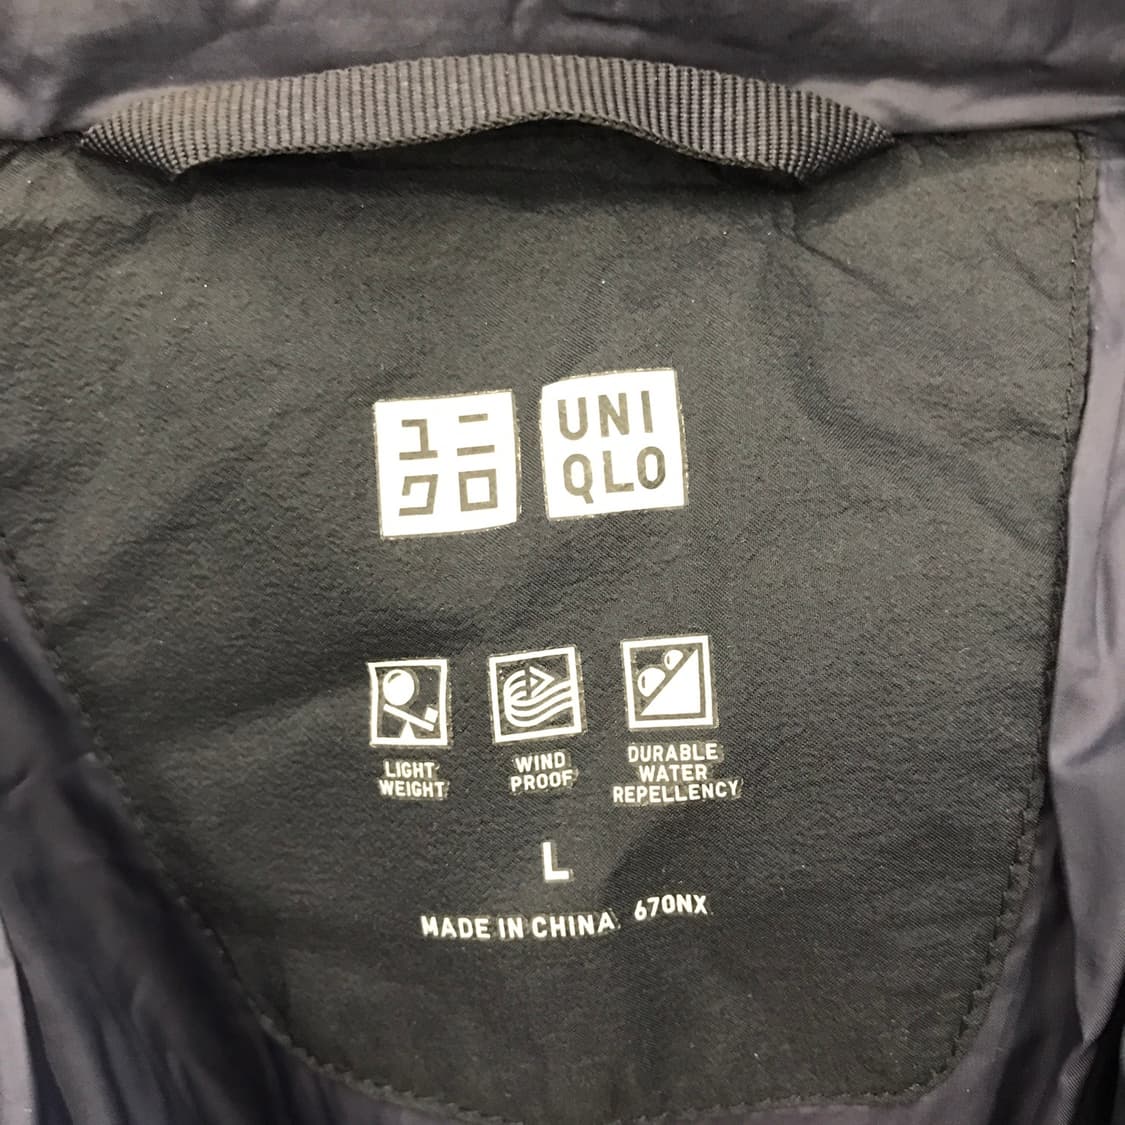 ユニ
クロ
UNI
QLO
LIGHT
WEIGHT
WIND
PROOF
DURABLE
WATER
REPELLENCY
L
MADE IN CHINA 670NX